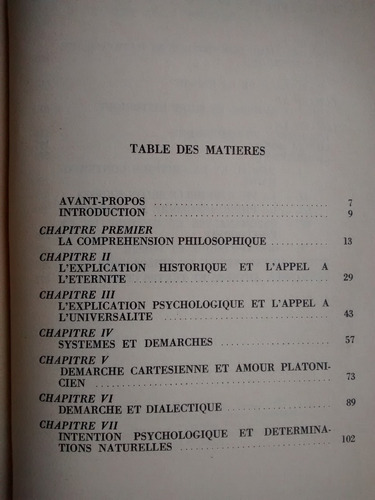 TABLE DES MATIERES
AVANT-PROPOS .......................... 7
INTRODUCTION .......................... 9
CHAPITRE PREMIER
LA COMPREHENSION PHILOSOPHIQUE .......... 13
CHAPITRE II
L'EXPLICATION HISTORIQUE ET L'APPEL A
L'ETERNITE .......................... 29
CHAPITRE III
L'EXPLICATION PSYCHOLOGIQUE ET L'APPEL A
L'UNIVERSALITE .......................... 43
CHAPITRE IV
SYSTEMES ET DEMARCHES .................. 57
CHAPITRE V
DEMARCHE CARTESIENNE ET AMOUR PLATONI-
CIEN .......................... 73
CHAPITRE VI
DEMARCHE ET DIALECTIQUE ................ 89
CHAPITRE VII
INTENTION PSYCHOLOGIQUE ET DETERMINA-
TIONS NATURELLES .......................... 102